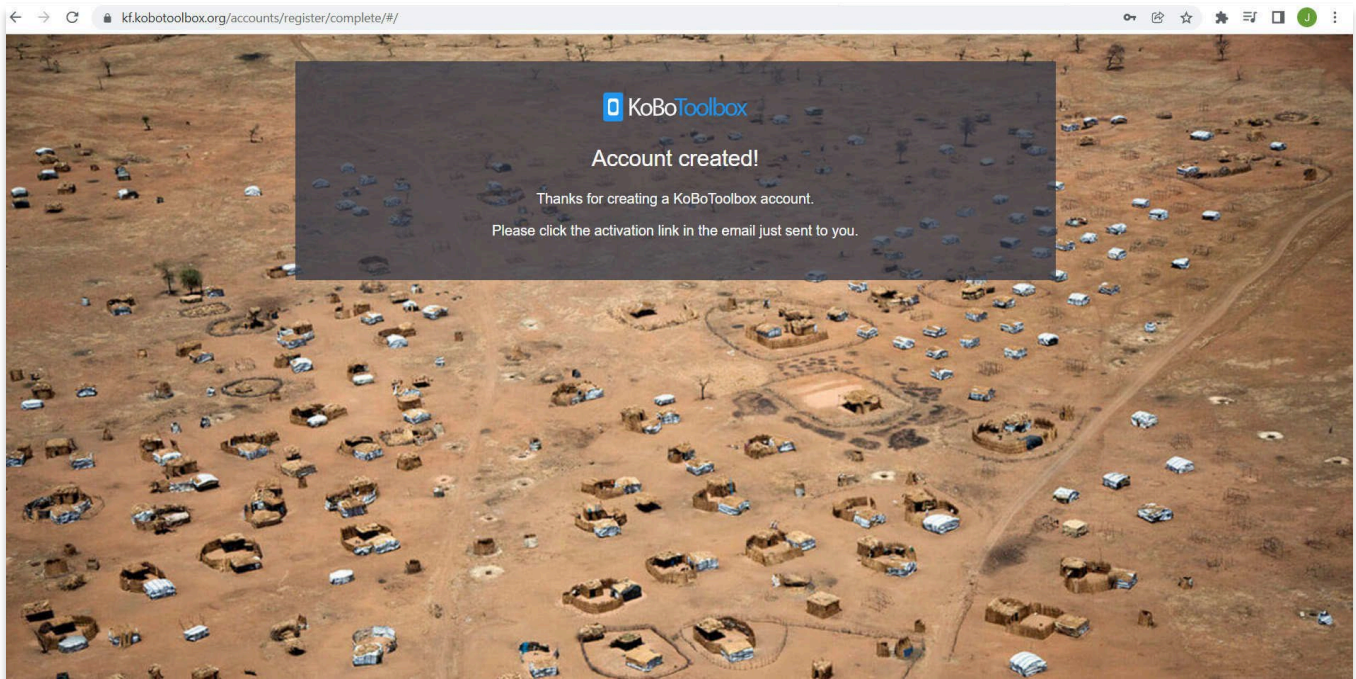 kf.kobotoolbox.org/accounts/register/complete/#/
J
KoBoToolbox
Account created!
Thanks for creating a KoBoToolbox account.
Please click the activation link in the email just sent to you.